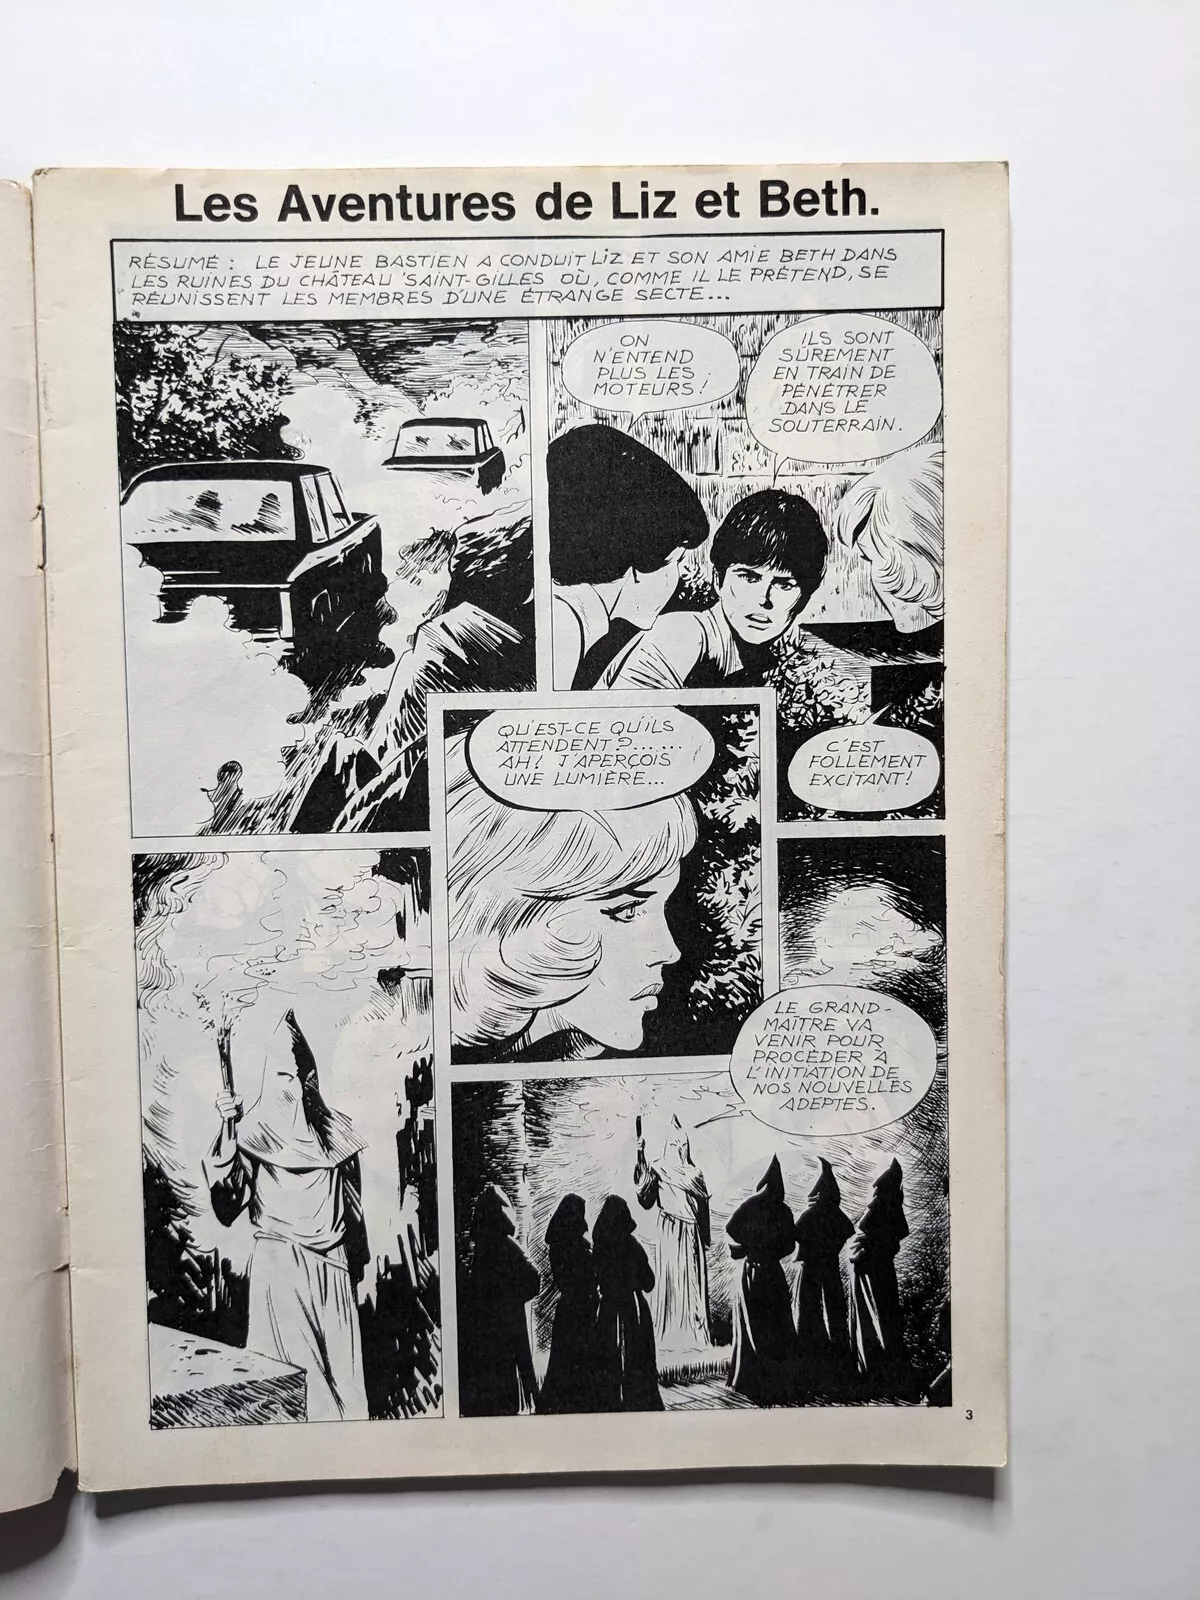 Les Aventures de Liz et Beth.
RÉSUMÉ : LE JEUNE BASTIEN A CONDUIT LIZ ET SON AMIE BETH DANS
LES RUINES DU CHÂTEAU SAINT-GILLES OÙ, COMME IL LE PRÉTEND, SE
RÉUNISSENT LES MEMBRES D'UNE ÉTRANGE SECTE...
ON
N'ENTEND
PLUS LES
MOTEURS !
ILS SONT
SÛREMENT
EN TRAIN DE
PÉNÉTRER
DANS LE
SOUTERRAIN.
C'EST
FOLLEMENT
EXCITANT !
QU'EST-CE QU'ILS
ATTENDENT ?......
AH ! J'APERÇOIS
UNE LUMIÈRE...
LE GRAND-
MAÎTRE VA
VENIR POUR
PROCÉDER À
L'INITIATION DE
NOS NOUVELLES
ADEPTES.
3